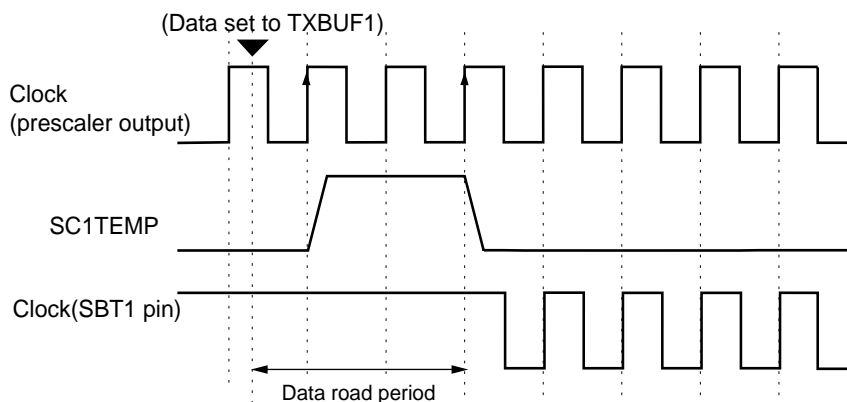 (Data set to TXBUF1)
Clock
(prescaler output)
SC1TEMP
Clock(SBT1 pin)
Data road period